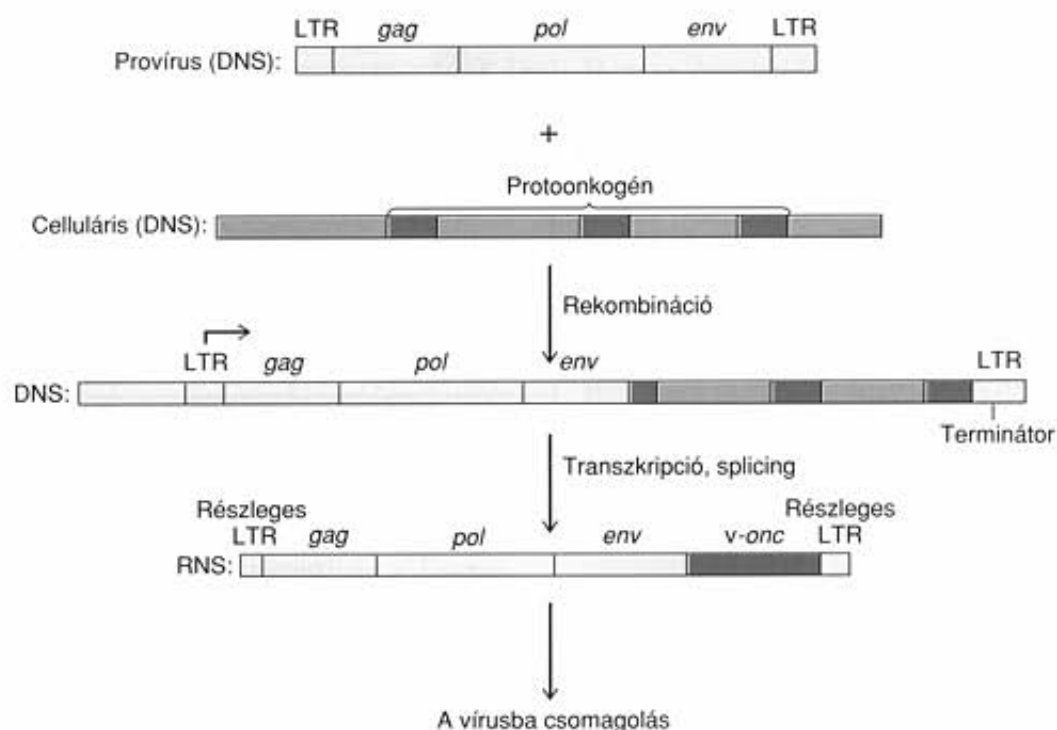 LTR gag pol env LTR
Provírus (DNS):
+
Protoonkogén
Celluláris (DNS):
Rekombináció
LTR gag pol env LTR
DNS:
Terminátor
Transzkripció, splicing
Részleges Részleges
LTR gag pol env v-onc LTR
RNS:
A vírusba csomagolás